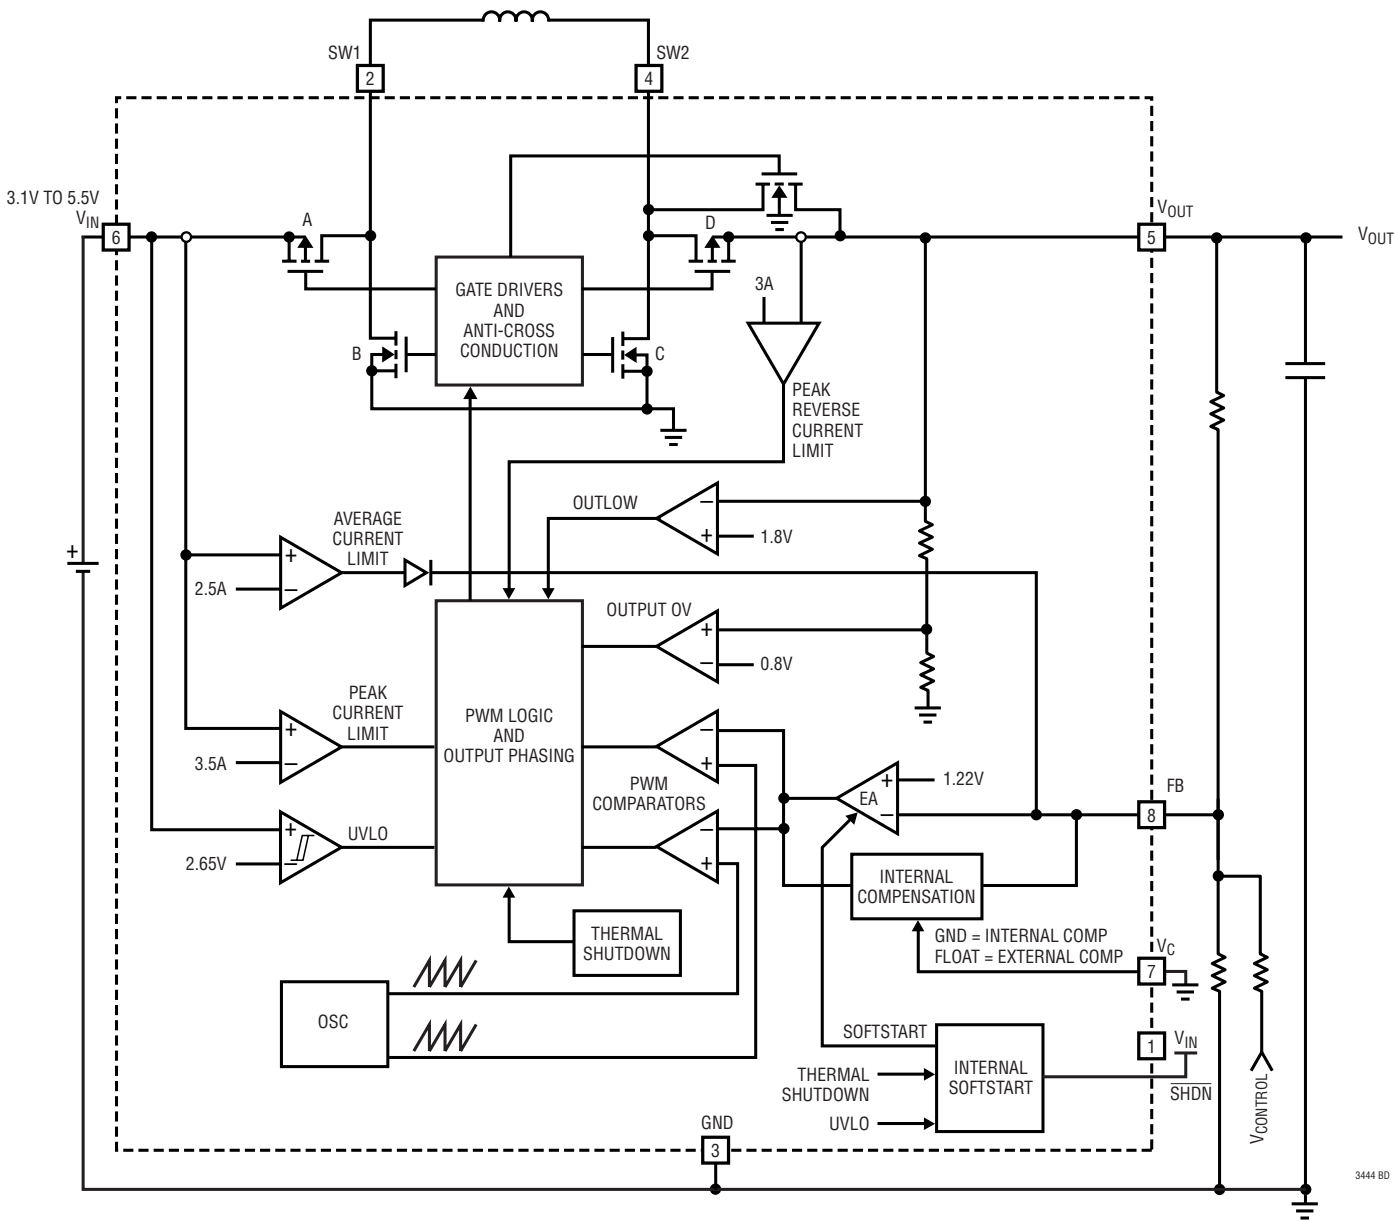 SW1
SW2
2
4
3.1V TO 5.5V
VIN
6
A
D
VOUT
5
VOUT
GATE DRIVERS
AND
ANTI-CROSS
CONDUCTION
3A
B
C
PEAK
REVERSE
CURRENT
LIMIT
OUTLOW
–
+
1.8V
AVERAGE
CURRENT
LIMIT
+
+
–
2.5A
OUTPUT OV
+
–
0.8V
PEAK
CURRENT
LIMIT
+
–
3.5A
PWM LOGIC
AND
OUTPUT PHASING
–
+
PWM
COMPARATORS
EA
+
–
1.22V
FB
8
UVLO
+
–
2.65V
–
+
INTERNAL
COMPENSATION
THERMAL
SHUTDOWN
GND = INTERNAL COMP
FLOAT = EXTERNAL COMP
VC
7
OSC
SOFTSTART
INTERNAL
SOFTSTART
THERMAL
SHUTDOWN
UVLO
1
VIN
SHDN
VCONTROL
GND
3
3444 BD